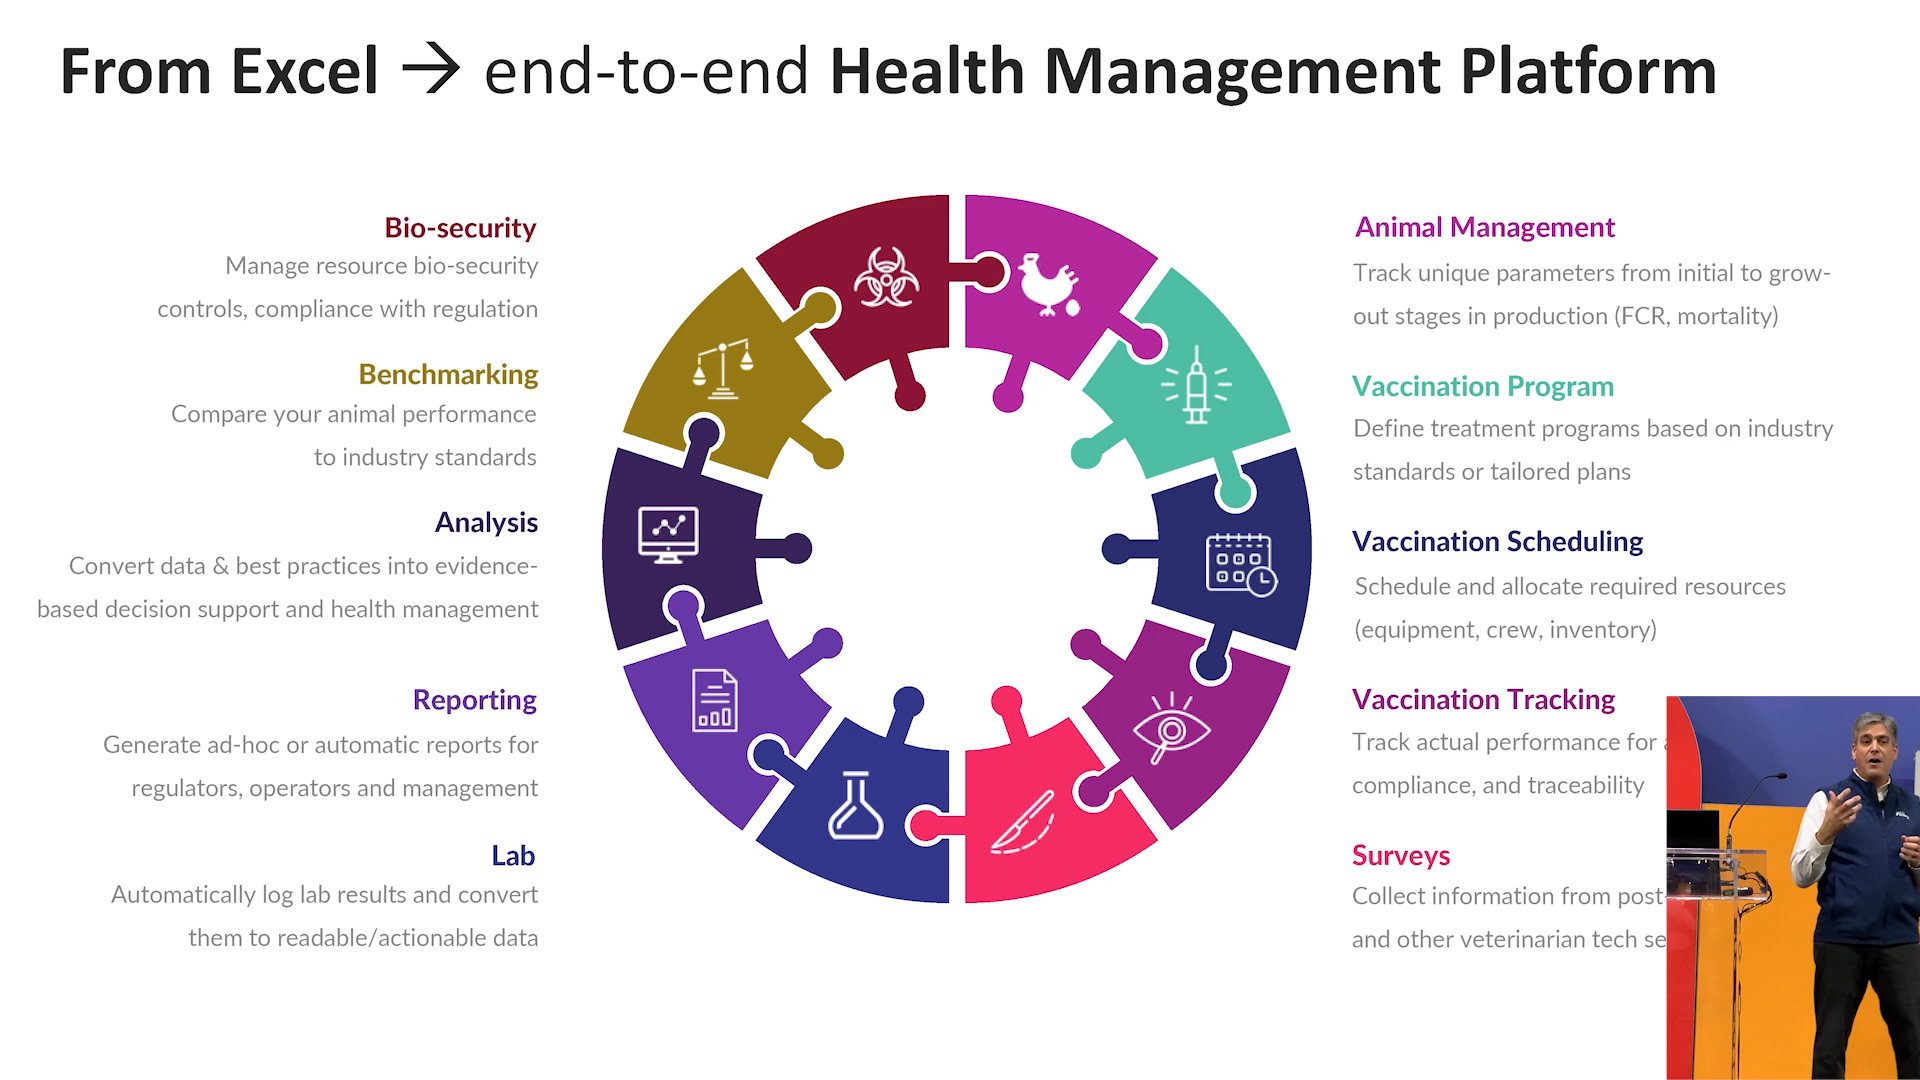 From Excel → end-to-end Health Management Platform
Bio-security
Manage resource bio-security
controls, compliance with regulation
Benchmarking
Compare your animal performance
to industry standards
Analysis
Convert data & best practices into evidence-
based decision support and health management
Reporting
Generate ad-hoc or automatic reports for
regulators, operators and management
Lab
Automatically log lab results and convert
them to readable/actionable data
Animal Management
Track unique parameters from initial to grow-
out stages in production (FCR, mortality)
Vaccination Program
Define treatment programs based on industry
standards or tailored plans
Vaccination Scheduling
Schedule and allocate required resources
(equipment, crew, inventory)
Vaccination Tracking
Track actual performance for
compliance, and traceability
Surveys
Collect information from post-
and other veterinarian tech